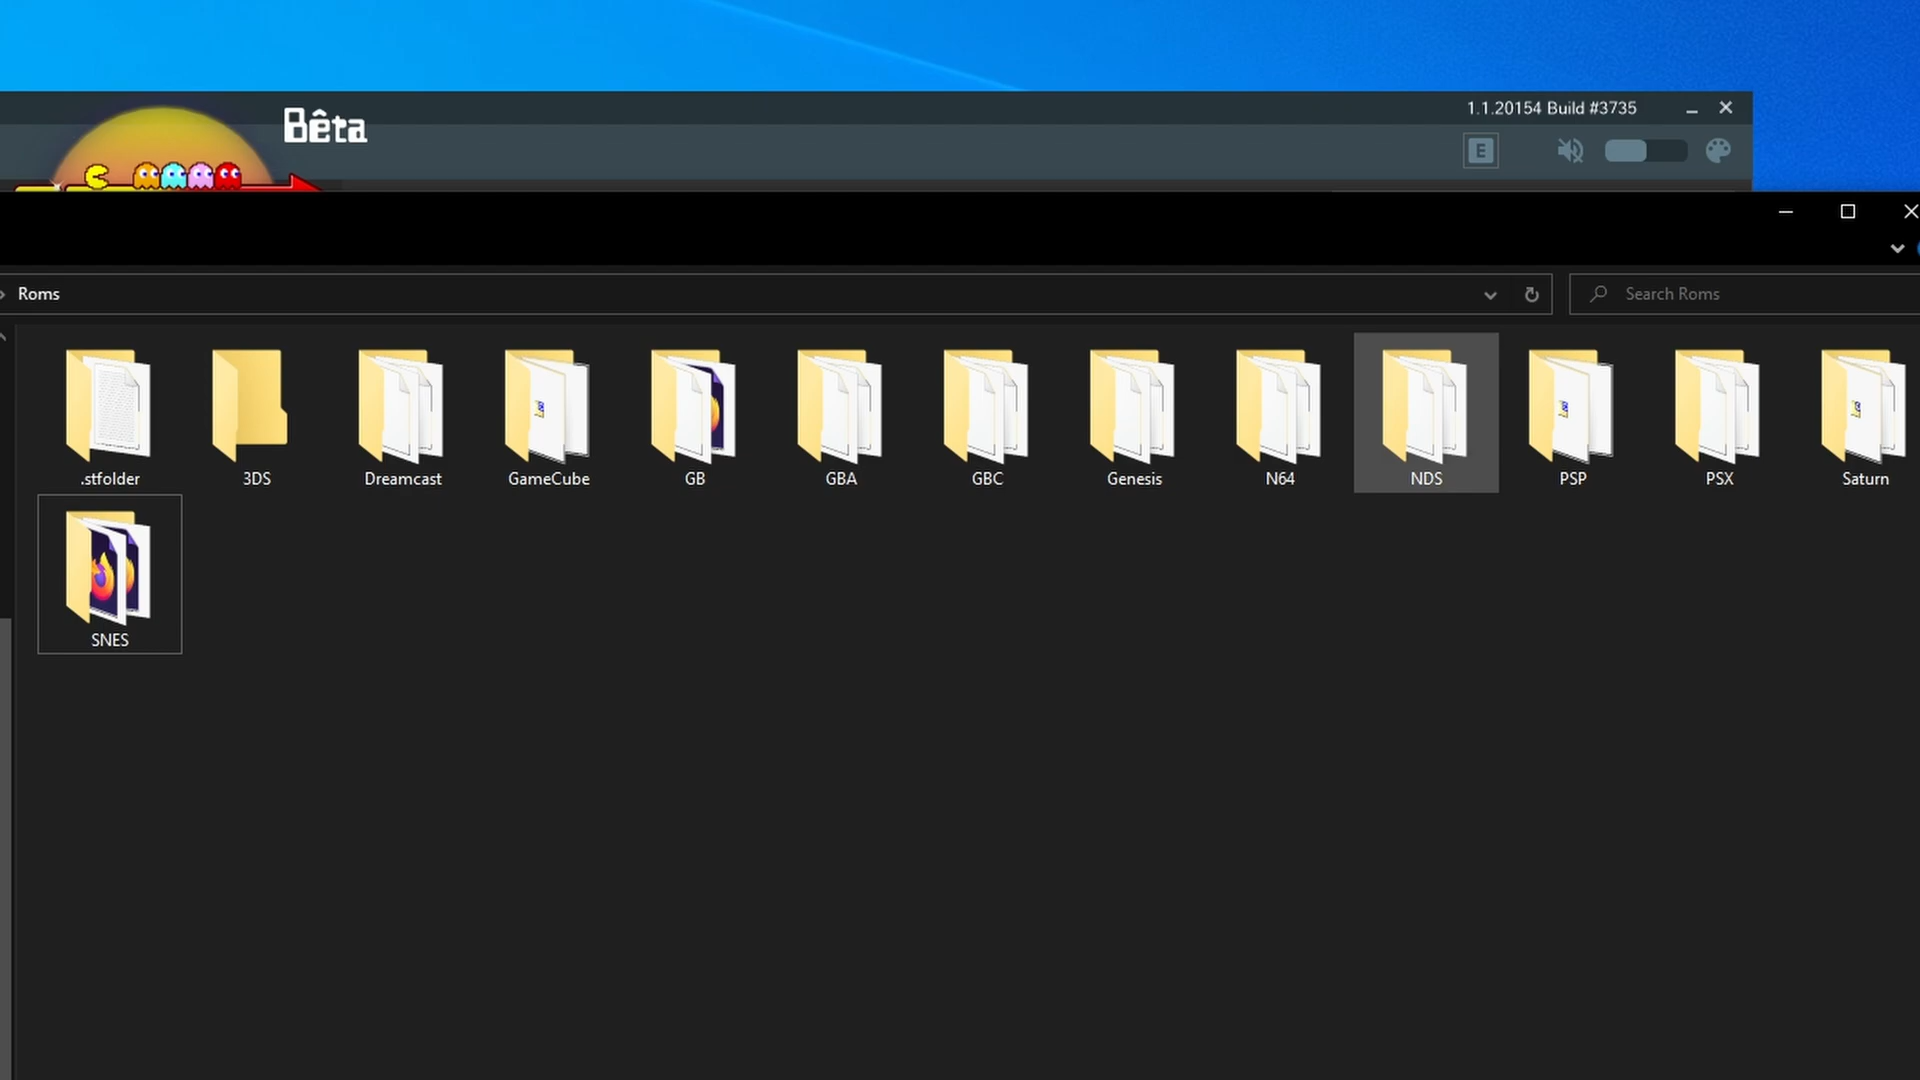 Bêta
1.1.20154 Build #3735
E
Roms
Search Roms
.stfolder
3DS
Dreamcast
GameCube
GB
GBA
GBC
Genesis
N64
NDS
PSP
PSX
Saturn
SNES